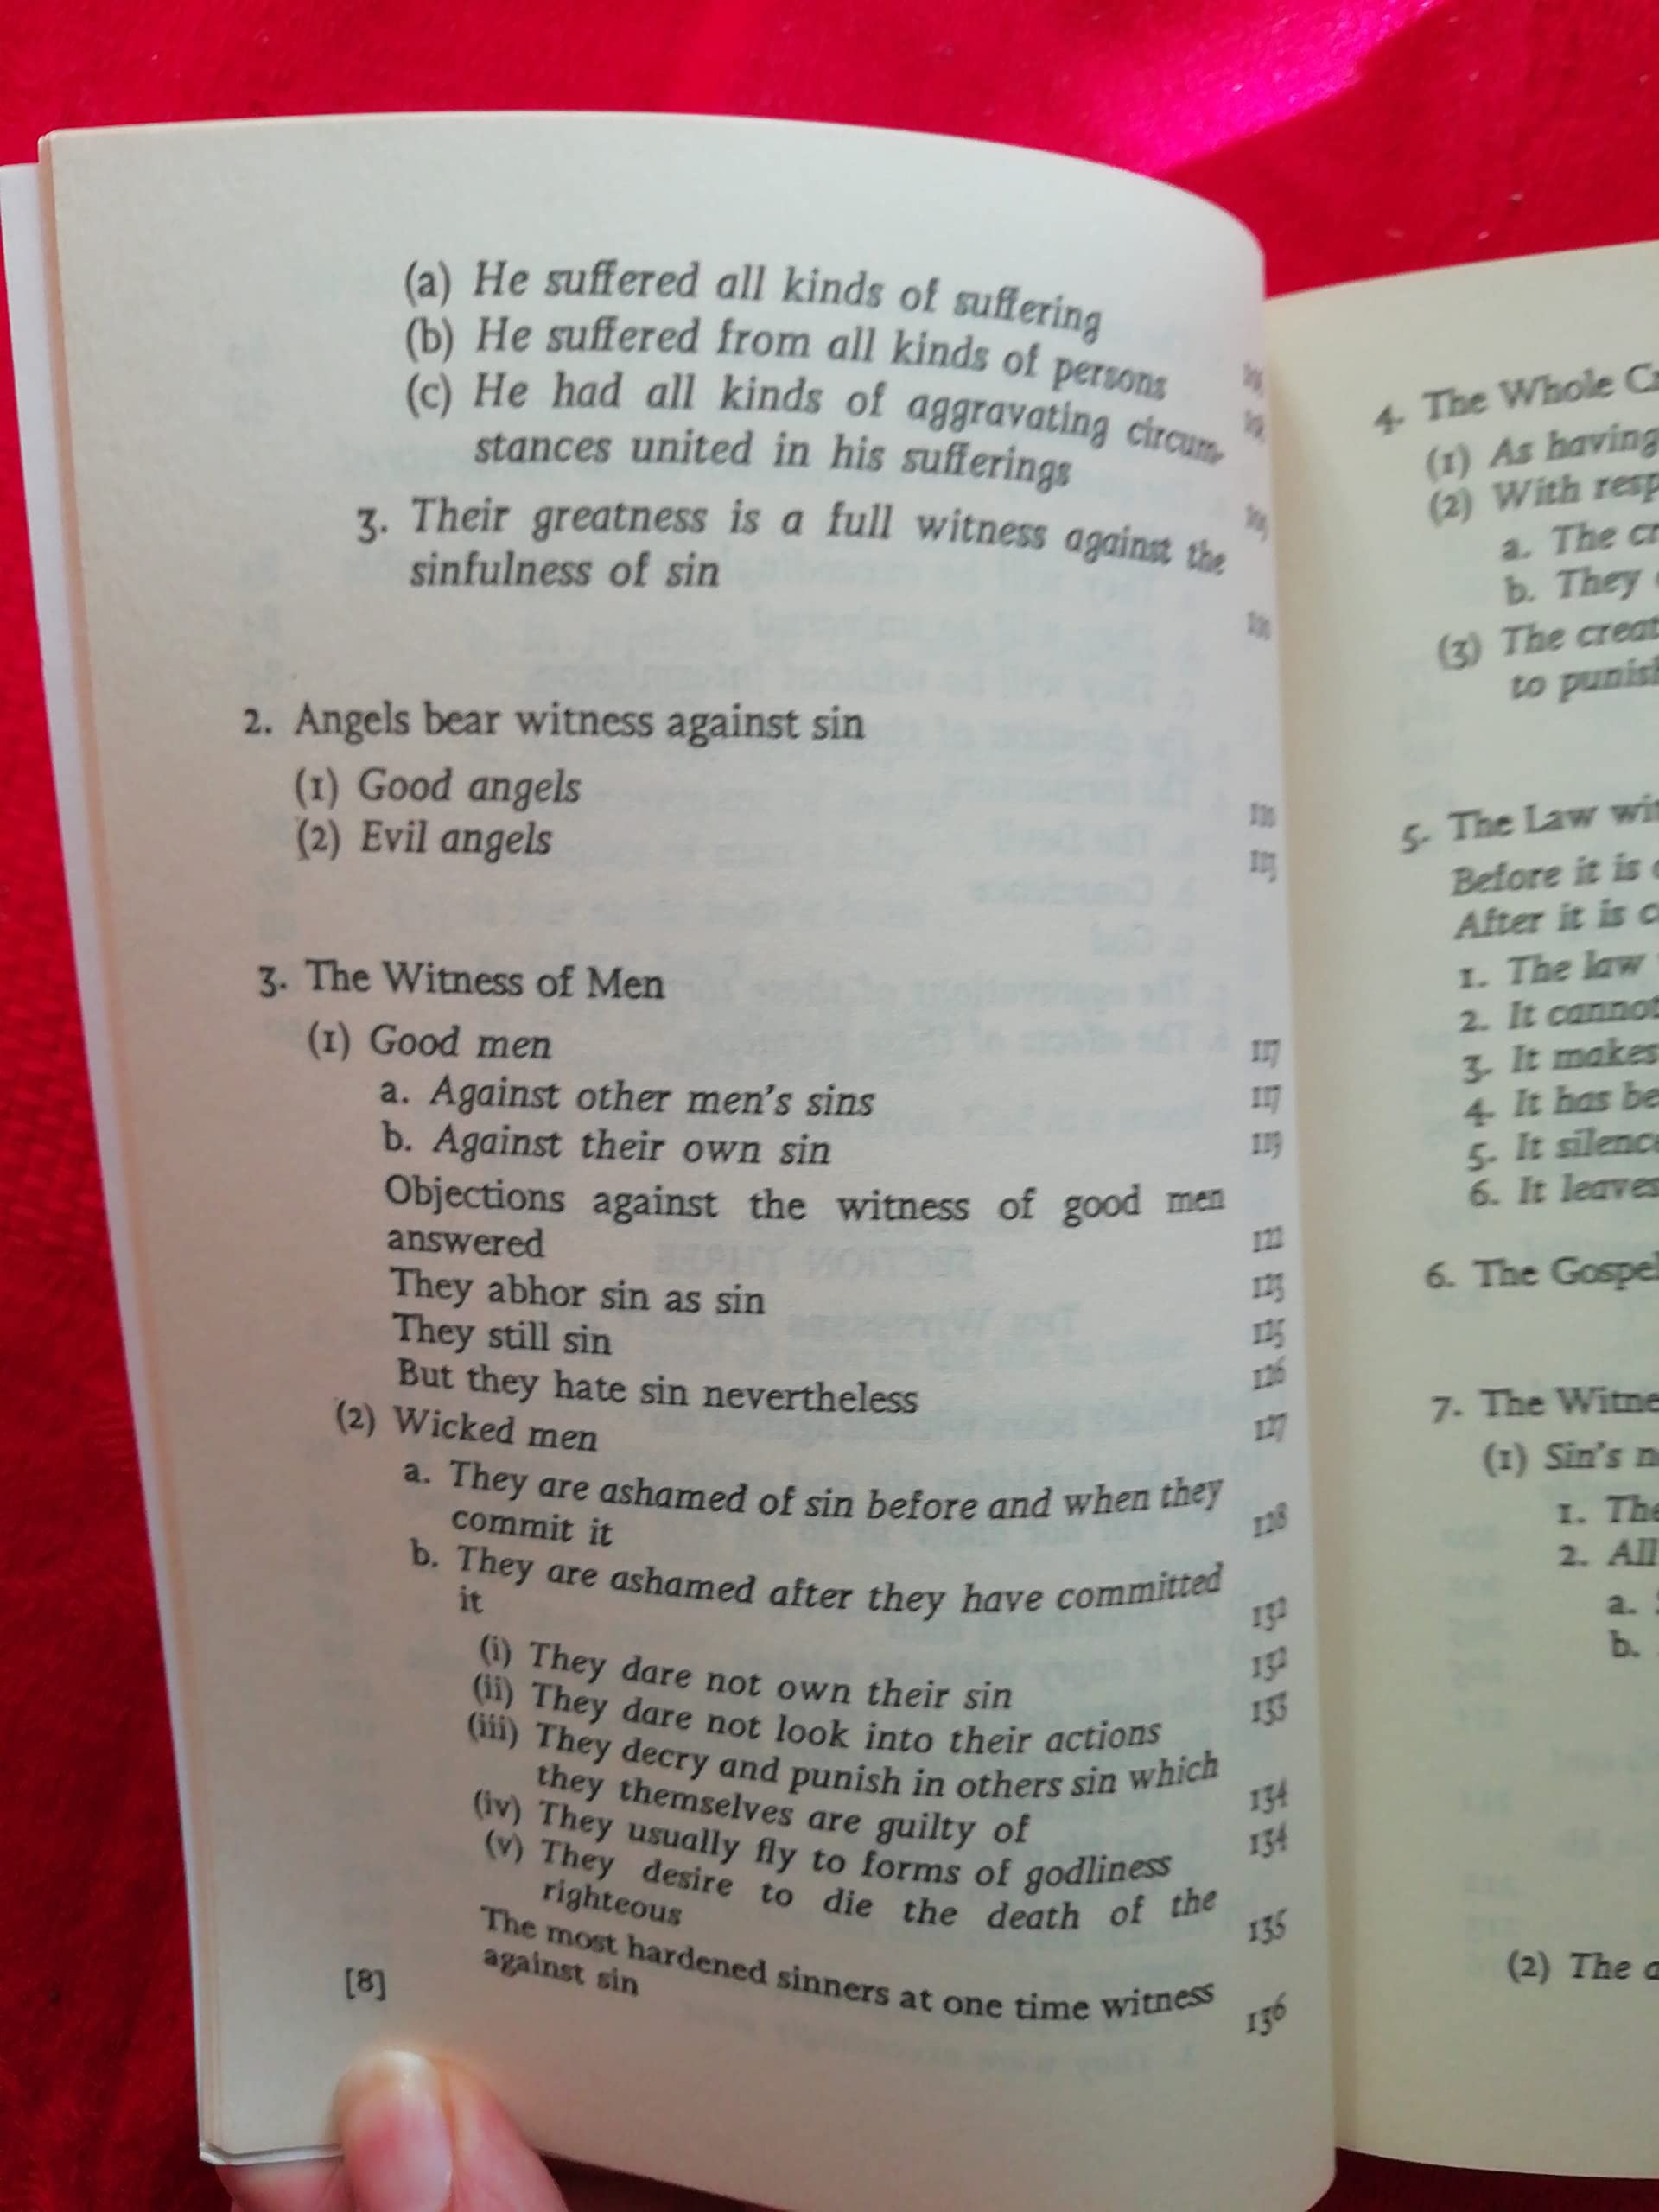 (a) He suffered all kinds of suffering
(b) He suffered from all kinds of persons
(c) He had all kinds of aggravating circum-
stances united in his sufferings
3. Their greatness is a full witness against the
sinfulness of sin
2. Angels bear witness against sin
(1) Good angels
(2) Evil angels
3. The Witness of Men
(1) Good men 117
a. Against other men's sins 117
b. Against their own sin 119
Objections against the witness of good men
answered 122
They abhor sin as sin 123
They still sin 125
But they hate sin nevertheless 126
(2) Wicked men 127
a. They are ashamed of sin before and when they
commit it 128
b. They are ashamed after they have committed
it 132
(i) They dare not own their sin 132
(ii) They dare not look into their actions 133
(iii) They decry and punish in others sin which
they themselves are guilty of 134
(iv) They usually fly to forms of godliness 134
(v) They desire to die the death of the
righteous 135
The most hardened sinners at one time witness
against sin 136
[8]
4. The Whole
(1) As having
(2) With
a. The
b. They
(3) The
to
5. The Law
Before it is
After it is
1. The law
2. It
3. It makes
4. It has
5. It
6. It leaves
6. The Gospel
7. The
(1) Sin's
1. The
2. All
a.
b.
(2) The